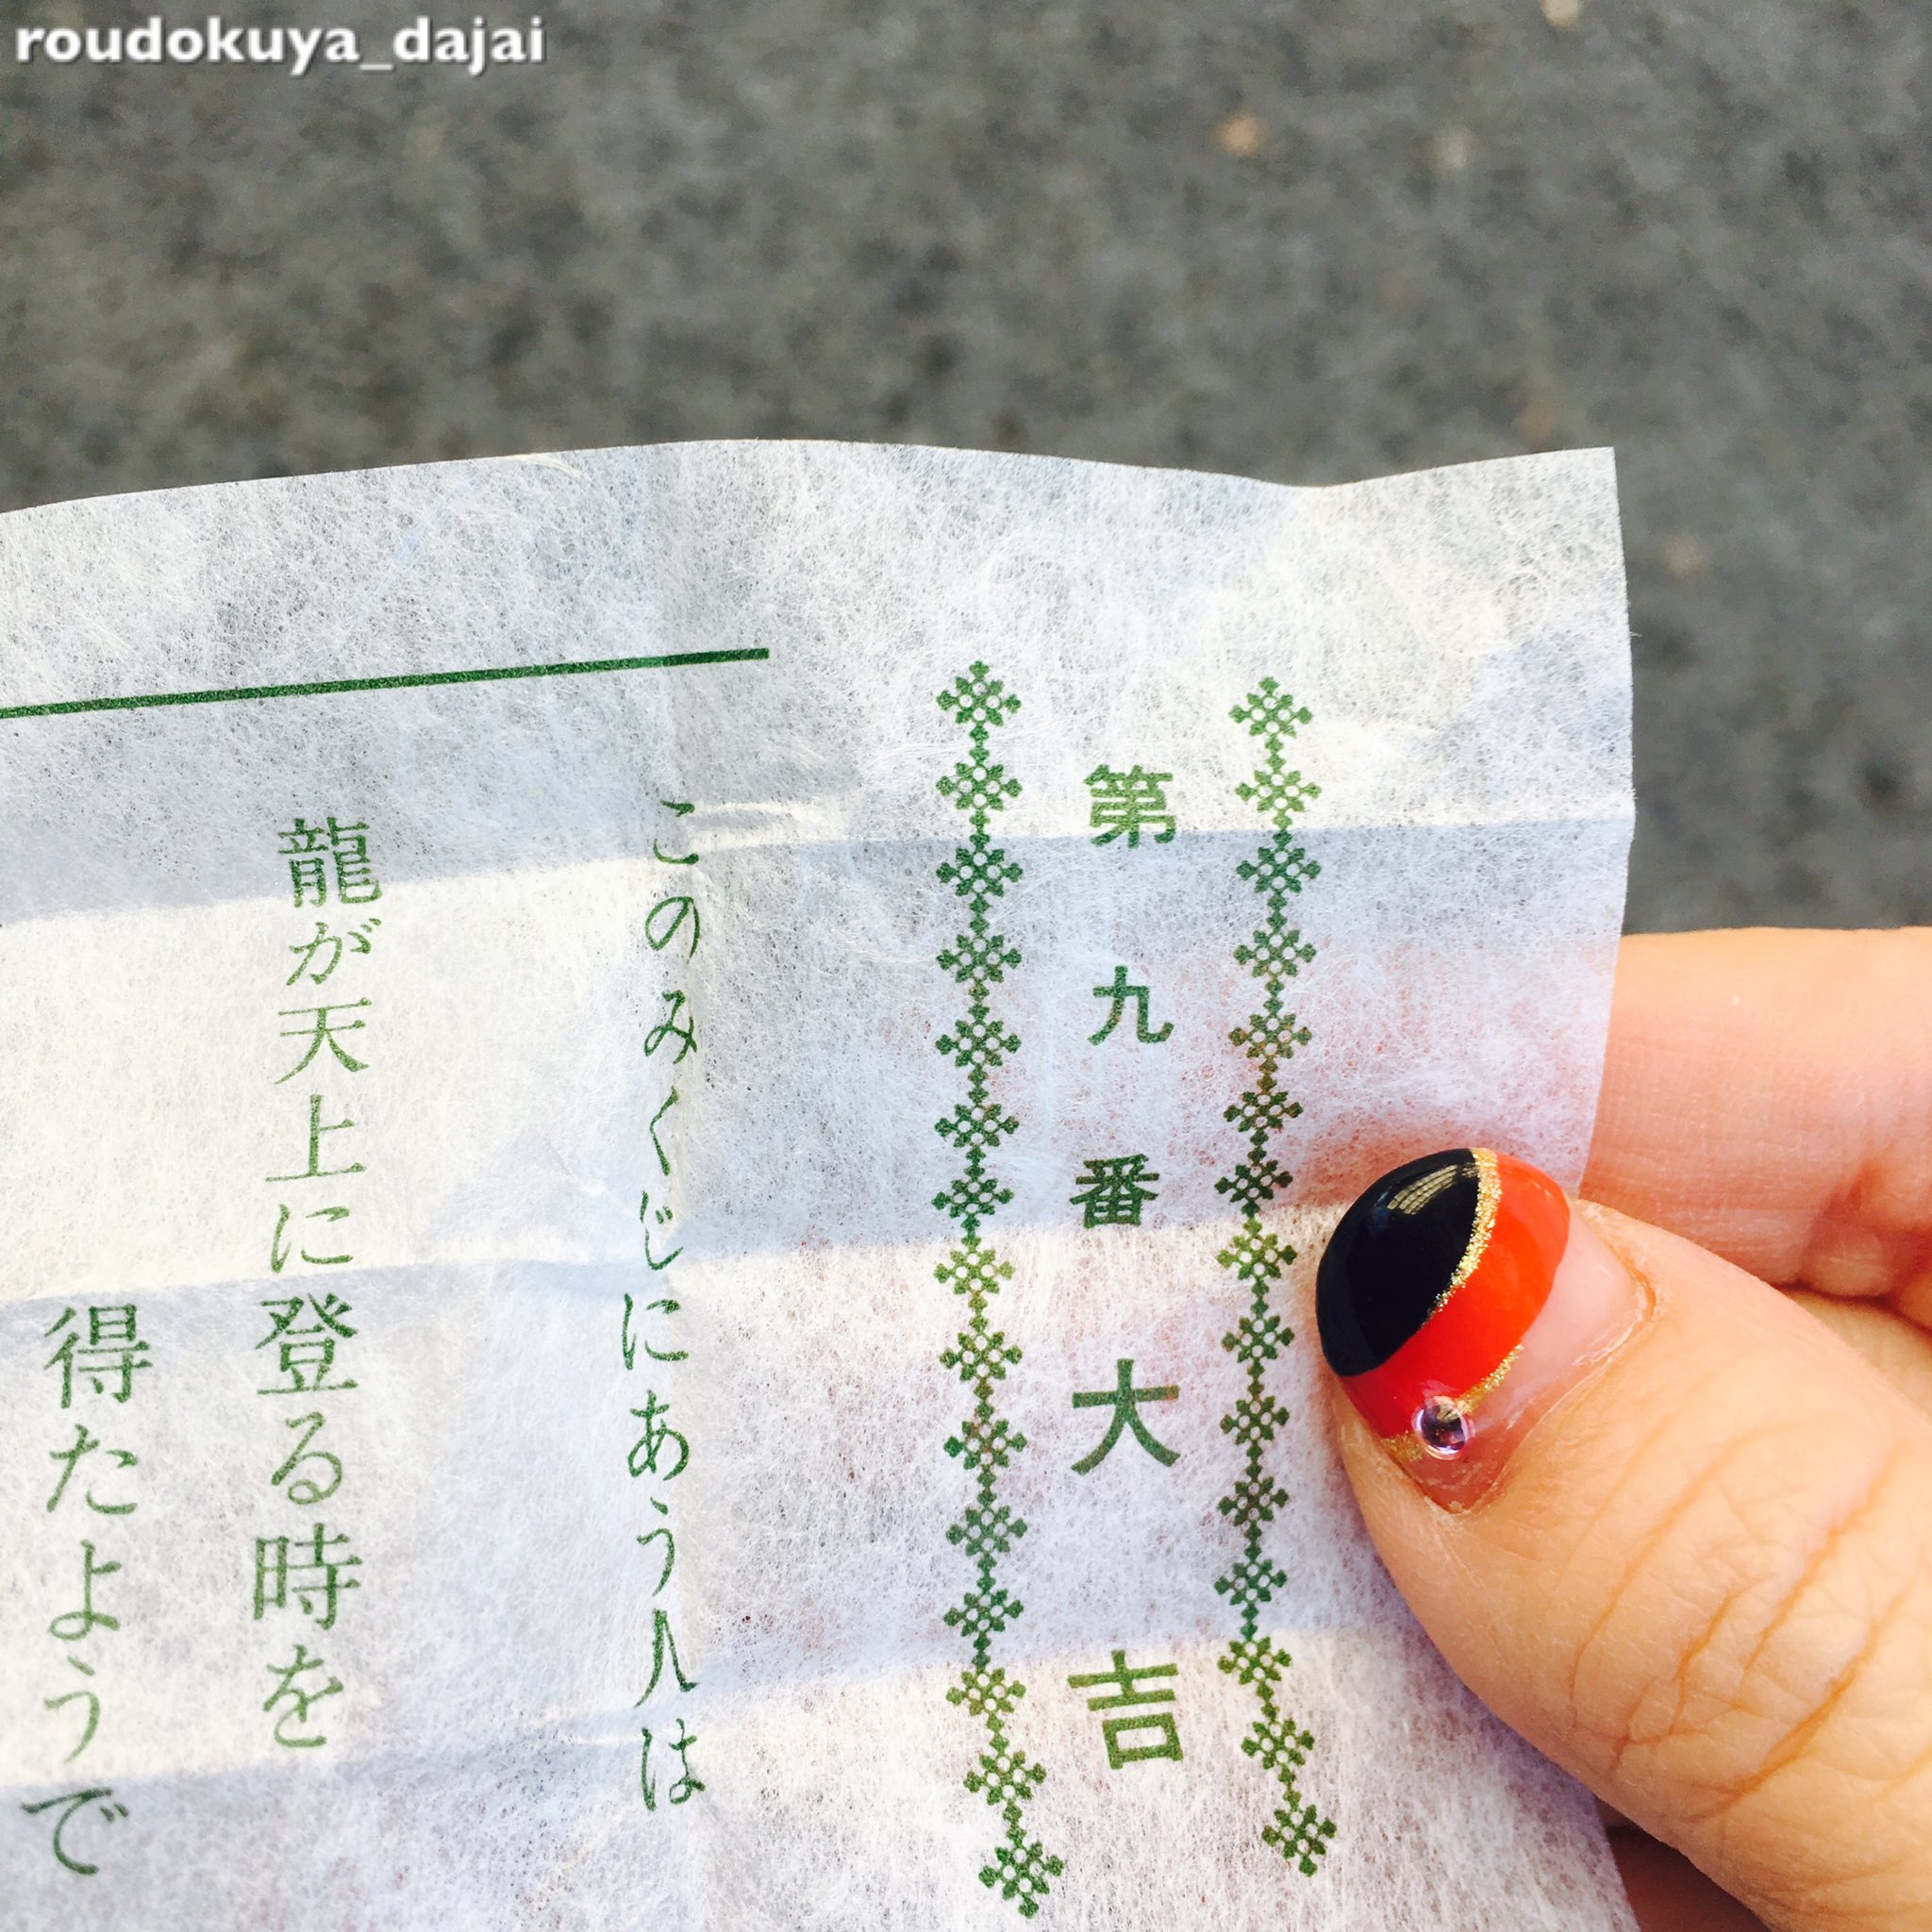 roudokuya_dajai
第九番大吉
このみくじにあう人は
龍が天上に登る時を
得たようで